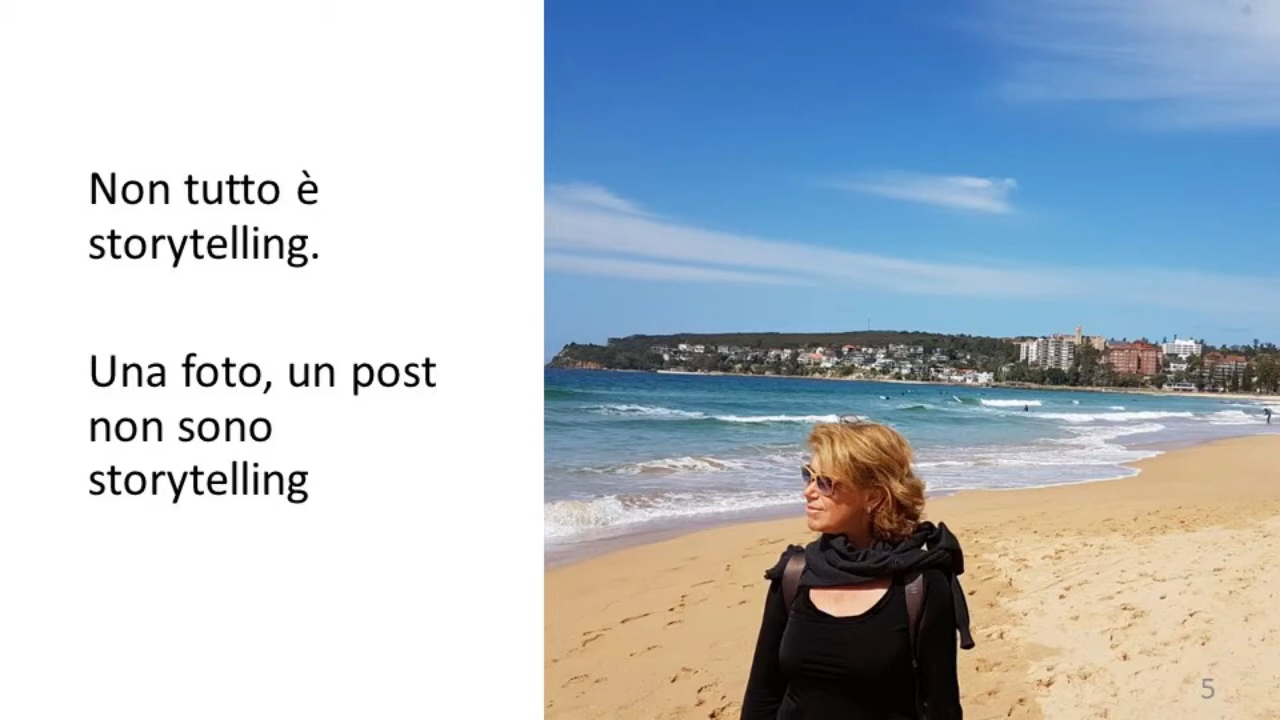 Non tutto è
storytelling.
Una foto, un post
non sono
storytelling
5